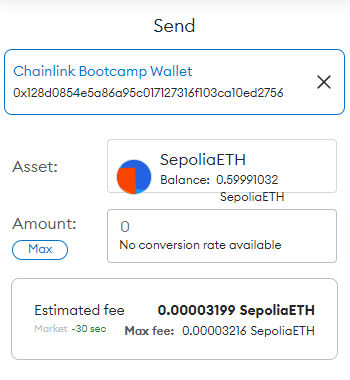 Send
Chainlink Bootcamp Wallet
0x128d0854e5a86a95c017127316f103ca10ed2756
Asset:
SepoliaETH
Balance: 0.59991032
SepoliaETH
Amount:
0
Max
No conversion rate available
Estimated fee 0.00003199 SepoliaETH
Market ~30 sec Max fee: 0.00003216 SepoliaETH